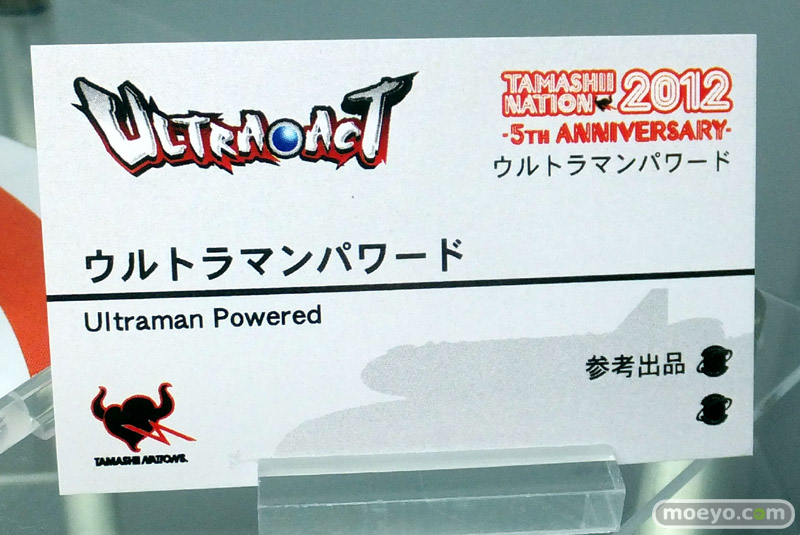 ULTRA-ACT
TAMASHII
NATION 2012
-5TH ANNIVERSARY-
ウルトラマンパワード
ウルトラマンパワード
Ultraman Powered
参考出品
TAMASHII NATIONS.
moeyo.com